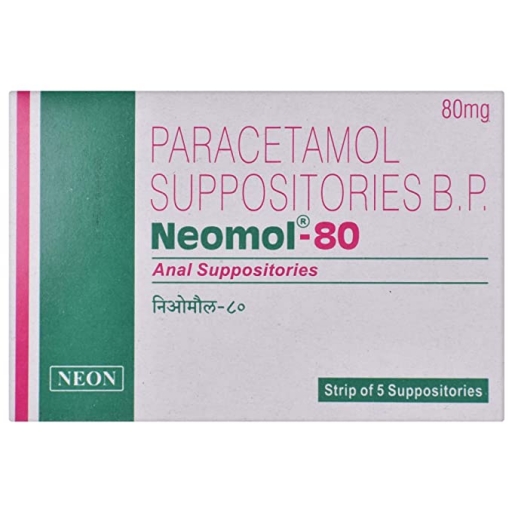 80mg
PARACETAMOL
SUPPOSITORIES B.P.
Neomol®-80
Anal Suppositories
निओमौल-८०
NEON
Strip of 5 Suppositories